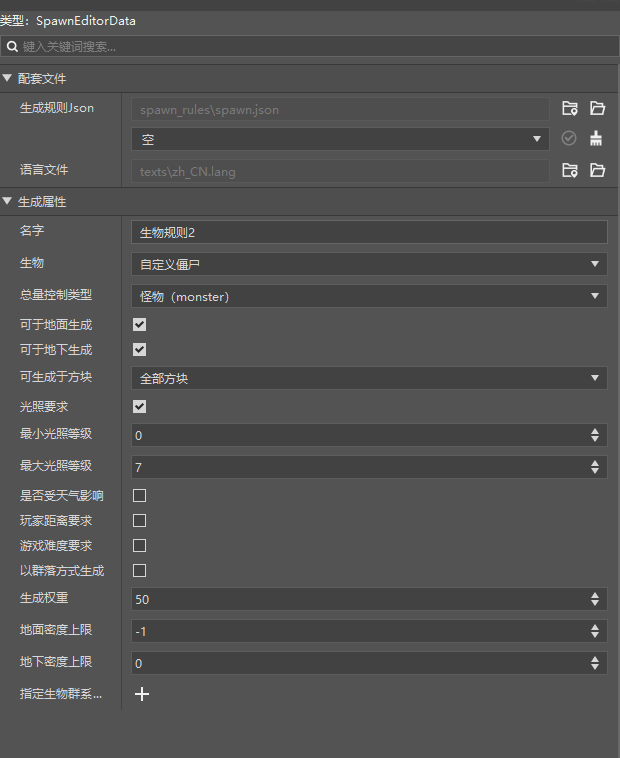 类型：SpawnEditorData
键入关键词搜索...
配套文件
生成规则Json spawn_rules\spawn.json
空
语言文件 texts\zh_CN.lang
生成属性
名字 生物规则2
生物 自定义僵尸
总量控制类型 怪物（monster）
可于地面生成
可于地下生成
可生成于方块 全部方块
光照要求
最小光照等级 0
最大光照等级 7
是否受天气影响
玩家距离要求
游戏难度要求
以群落方式生成
生成权重 50
地面密度上限 -1
地下密度上限 0
指定生物群系...